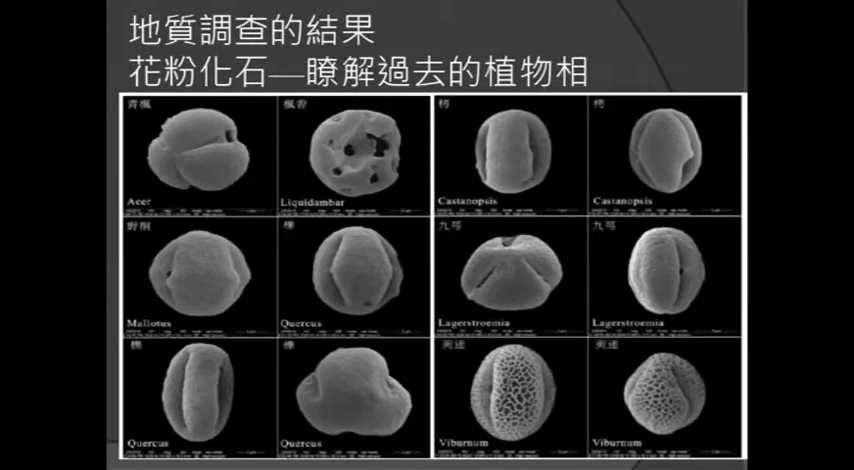 地質調查的結果
花粉化石—瞭解過去的植物相
青楓 楓香 栲 栲
Acer Liquidambar Castanopsis Castanopsis
野桐 櫟 九芎 九芎
Mallotus Quercus Lagerstroemia Lagerstroemia
櫟 櫟 莢迷 莢迷
Quercus Quercus Viburnum Viburnum